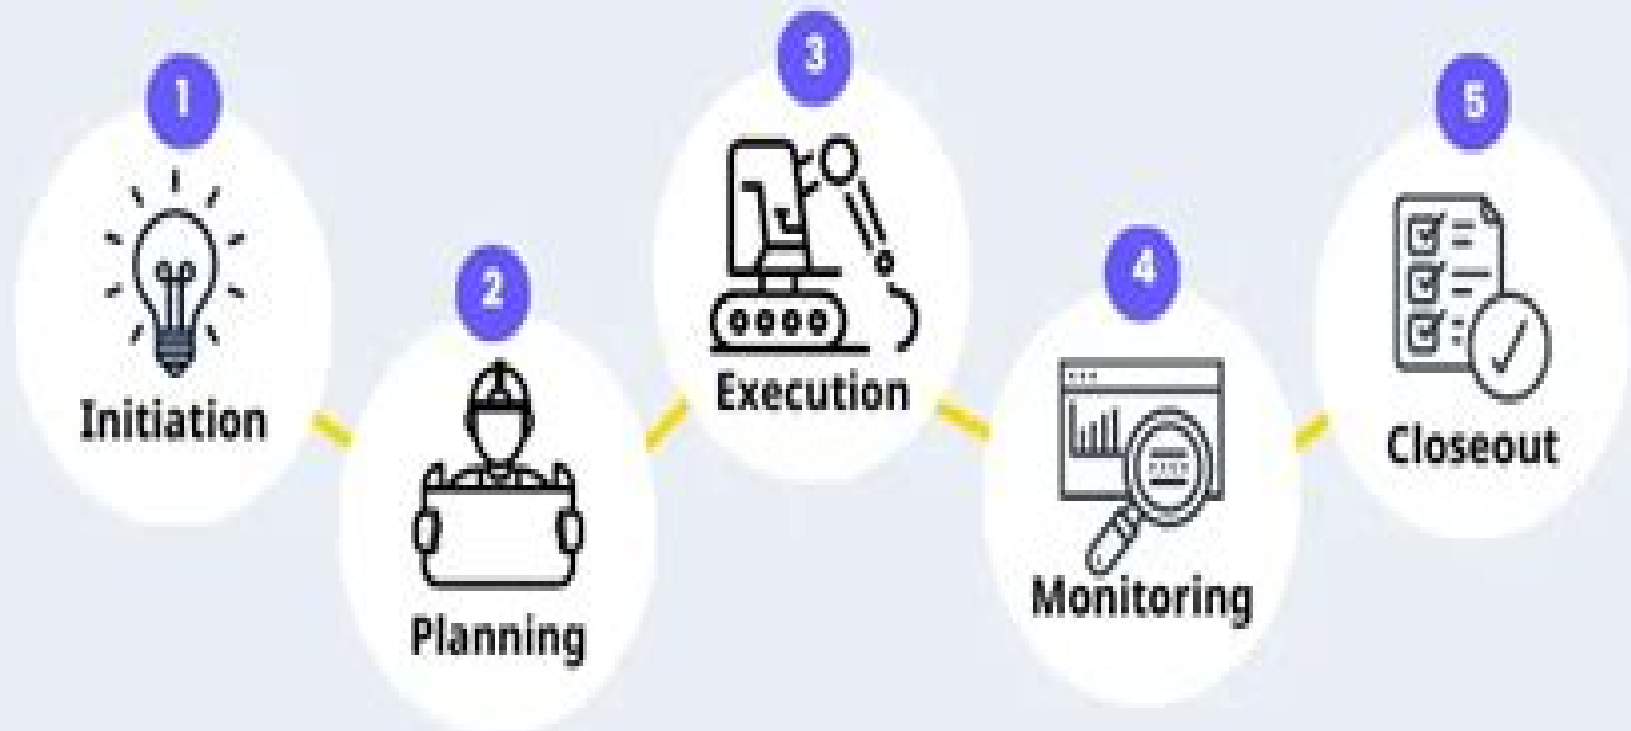 1
Initiation
2
Planning
3
Execution
4
Monitoring
5
Closeout